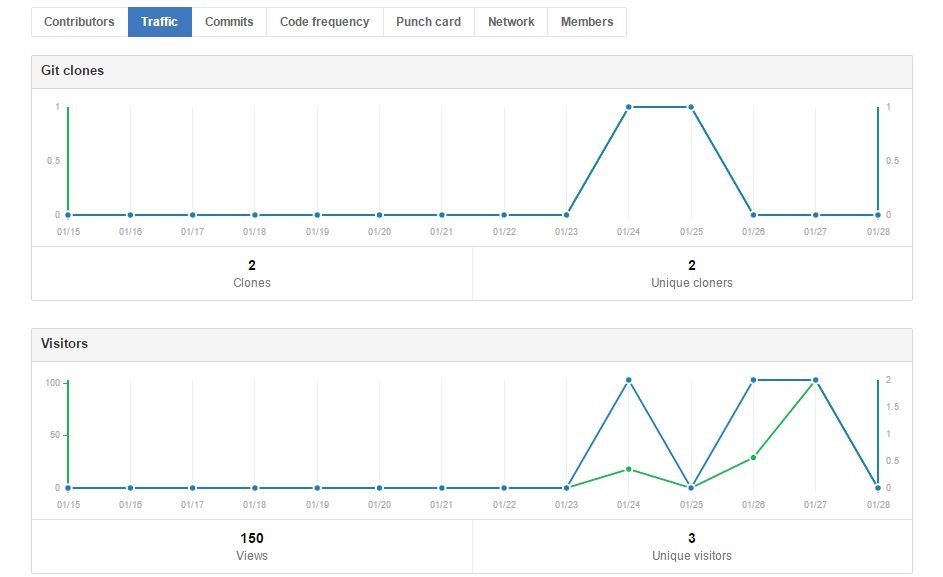 Contributors Traffic Commits Code frequency Punch card Network Members
Git clones
1 1
0.5 0.5
0 0
01/15 01/16 01/17 01/18 01/19 01/20 01/21 01/22 01/23 01/24 01/25 01/26 01/27 01/28
2 2
Clones Unique cloners
Visitors
100 2
1.5
50 1
0.5
0 0
01/15 01/16 01/17 01/18 01/19 01/20 01/21 01/22 01/23 01/24 01/25 01/26 01/27 01/28
150 3
Views Unique visitors